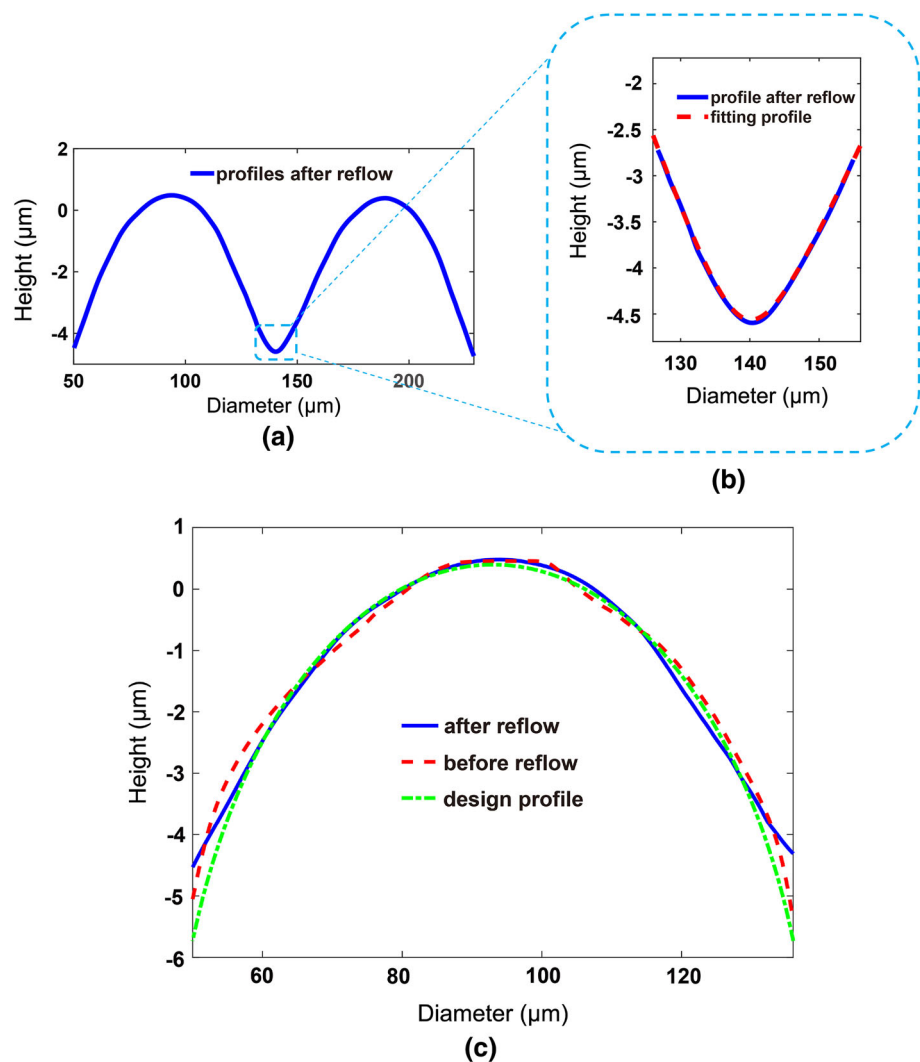 2
0
-2
-4
Height (µm)
profiles after reflow
50
100
150
200
Diameter (µm)
(a)
-2
-2.5
-3
-3.5
-4
-4.5
Height (µm)
profile after reflow
fitting profile
130
140
150
Diameter (µm)
(b)
1
0
-1
-2
-3
-4
-5
-6
Height (µm)
after reflow
before reflow
design profile
60
80
100
120
Diameter (µm)
(c)